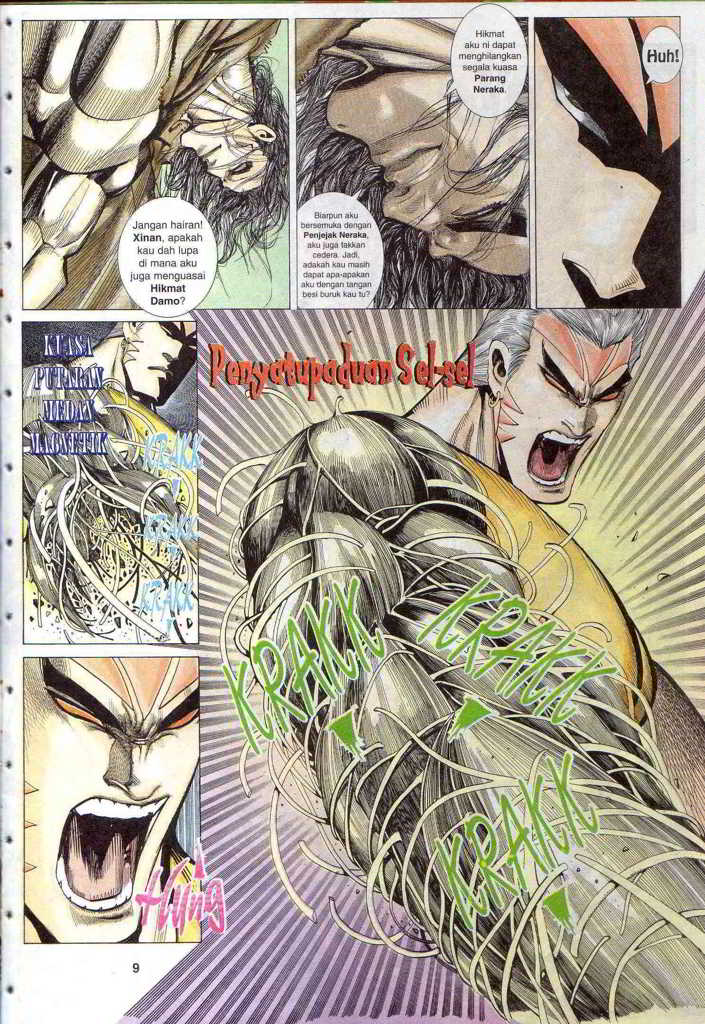 Jangan hairan!
Xinan, apakah
kau dah lupa
di mana aku
juga menguasai
Hikmat
Damo?
Hikmat
aku ni dapat
menghilangkan
segala kuasa
Parang
Neraka.
Biarpun aku
bersemuka dengan
Penjejak Neraka,
aku juga takkan
cedera. Jadi,
adakah kau masih
dapat apa-apakan
aku dengan tangan
besi buruk kau tu?
Huh!
KUASA
PUTARAN
MEDAN
MAGNETIK
KRAKK
KRAKK
KRAKK
Penyatupaduan Sel-sel
KRAKK
KRAKK
KRAKK
Hung
9